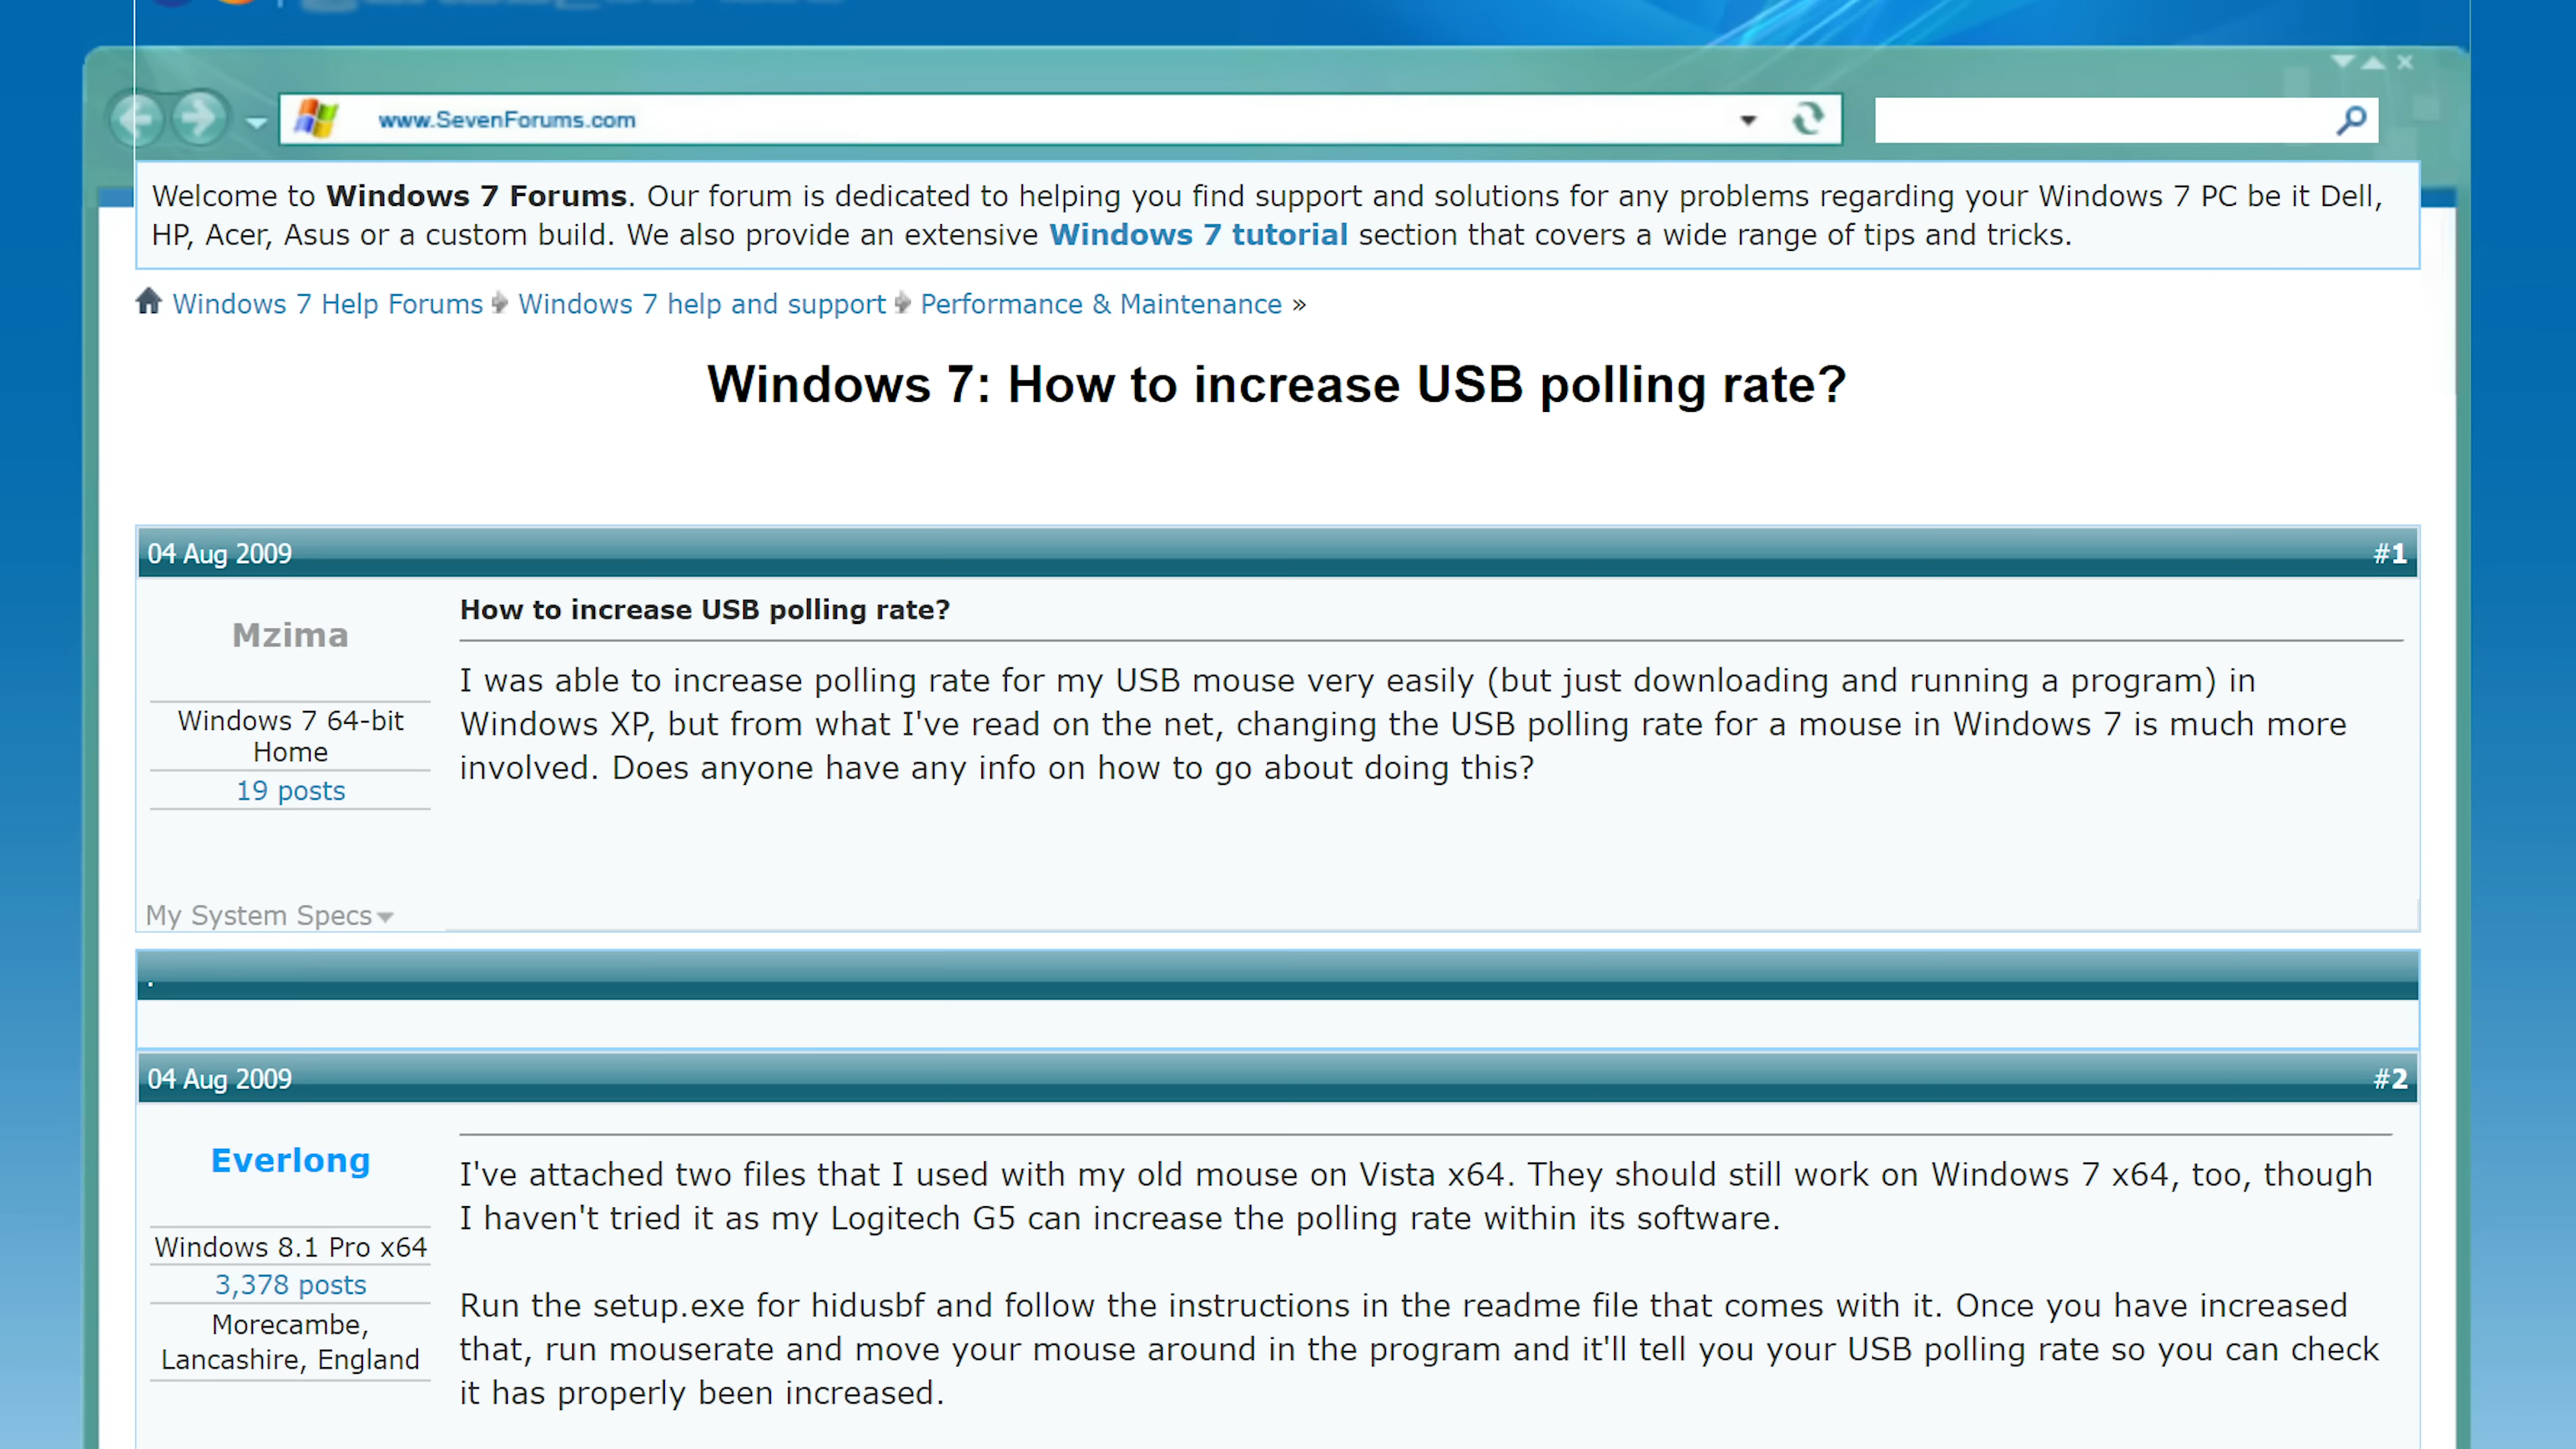 www.SevenForums.com
Welcome to Windows 7 Forums. Our forum is dedicated to helping you find support and solutions for any problems regarding your Windows 7 PC be it Dell,
HP, Acer, Asus or a custom build. We also provide an extensive Windows 7 tutorial section that covers a wide range of tips and tricks.
Windows 7 Help Forums Windows 7 help and support Performance & Maintenance »
Windows 7: How to increase USB polling rate?
04 Aug 2009 #1
Mzima
Windows 7 64-bit
Home
19 posts
How to increase USB polling rate?
I was able to increase polling rate for my USB mouse very easily (but just downloading and running a program) in
Windows XP, but from what I've read on the net, changing the USB polling rate for a mouse in Windows 7 is much more
involved. Does anyone have any info on how to go about doing this?
My System Specs
.
04 Aug 2009 #2
Everlong
Windows 8.1 Pro x64
3,378 posts
Morecambe,
Lancashire, England
I've attached two files that I used with my old mouse on Vista x64. They should still work on Windows 7 x64, too, though
I haven't tried it as my Logitech G5 can increase the polling rate within its software.
Run the setup.exe for hidusbf and follow the instructions in the readme file that comes with it. Once you have increased
that, run mouserate and move your mouse around in the program and it'll tell you your USB polling rate so you can check
it has properly been increased.